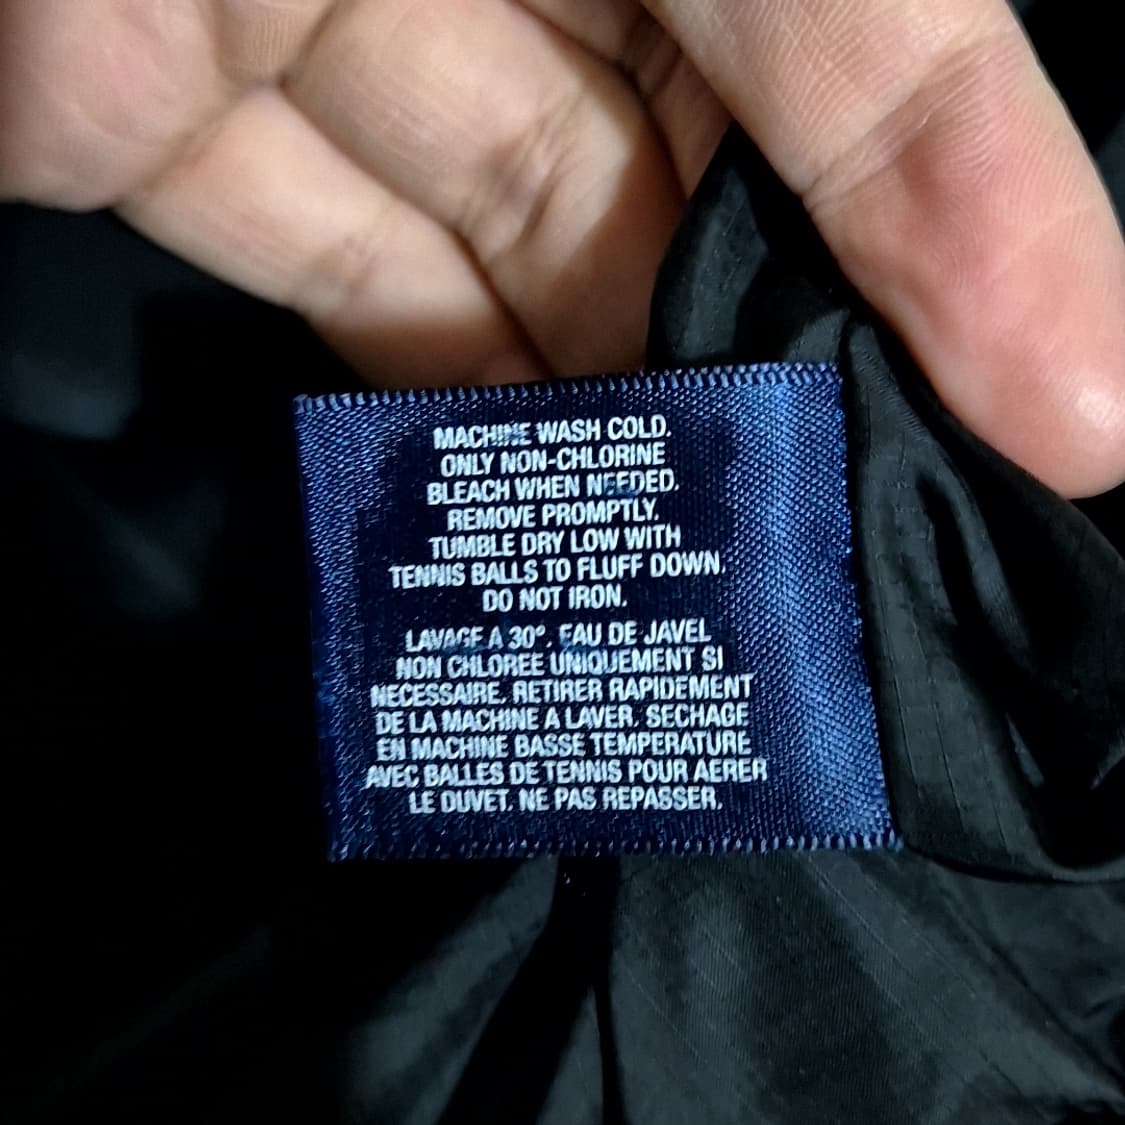 MACHINE WASH COLD.
ONLY NON-CHLORINE
BLEACH WHEN NEEDED.
REMOVE PROMPTLY.
TUMBLE DRY LOW WITH
TENNIS BALLS TO FLUFF DOWN.
DO NOT IRON.
LAVAGE A 30°. EAU DE JAVEL
NON CHLOREE UNIQUEMENT SI
NECESSAIRE. RETIRER RAPIDEMENT
DE LA MACHINE A LAVER. SECHAGE
EN MACHINE BASSE TEMPERATURE
AVEC BALLES DE TENNIS POUR AERER
LE DUVET. NE PAS REPASSER.